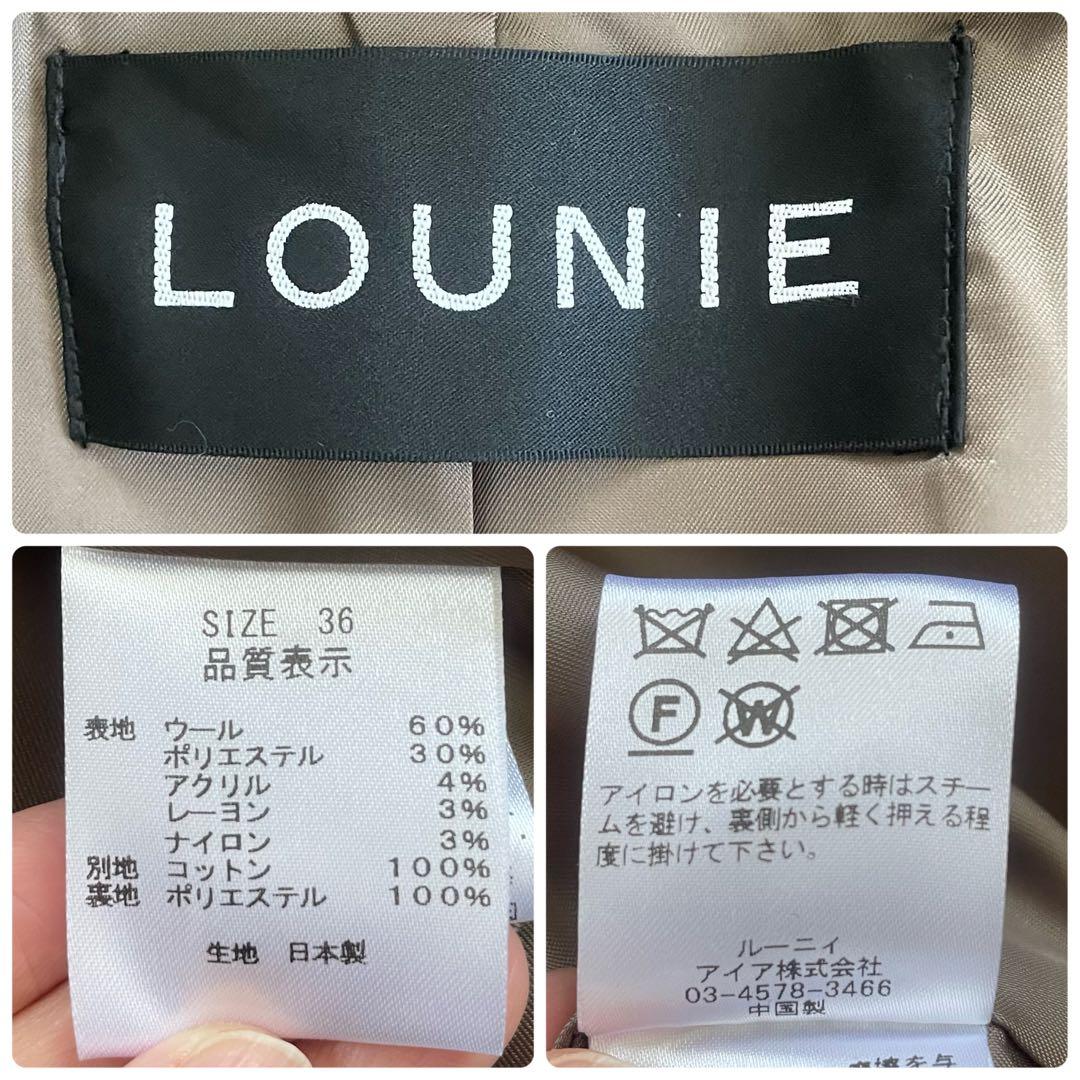 LOUNIE
SIZE 36
品質表示
表地 ウール 60%
ポリエステル 30%
アクリル 4%
レーヨン 3%
ナイロン 3%
別地 コットン 100%
裏地 ポリエステル 100%
生地 日本製
F W
アイロンを必要とする時はスチー
ムを避け、裏側から軽く押える程
度に掛けて下さい。
ルーニィ
アイア株式会社
03-4578-3466
中国製
環境を与